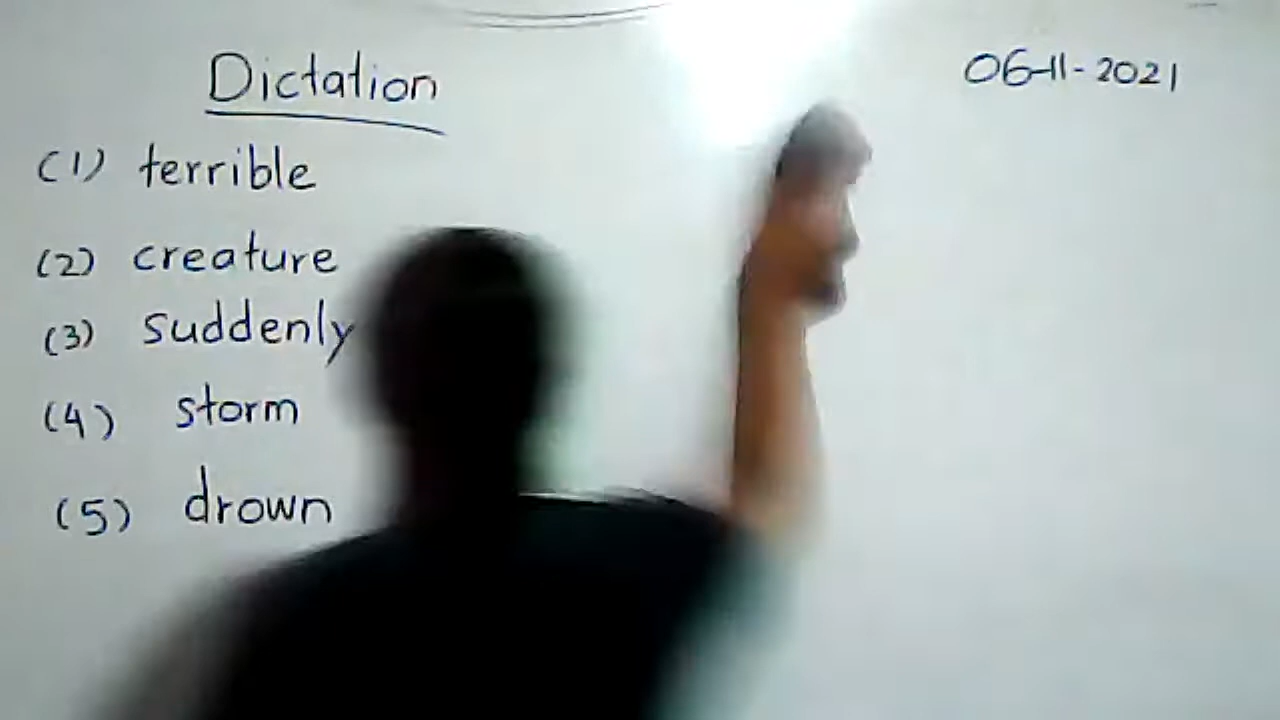 Dictation
06-11-2021
(1) terrible
(2) creature
(3) suddenly
(4) storm
(5) drown